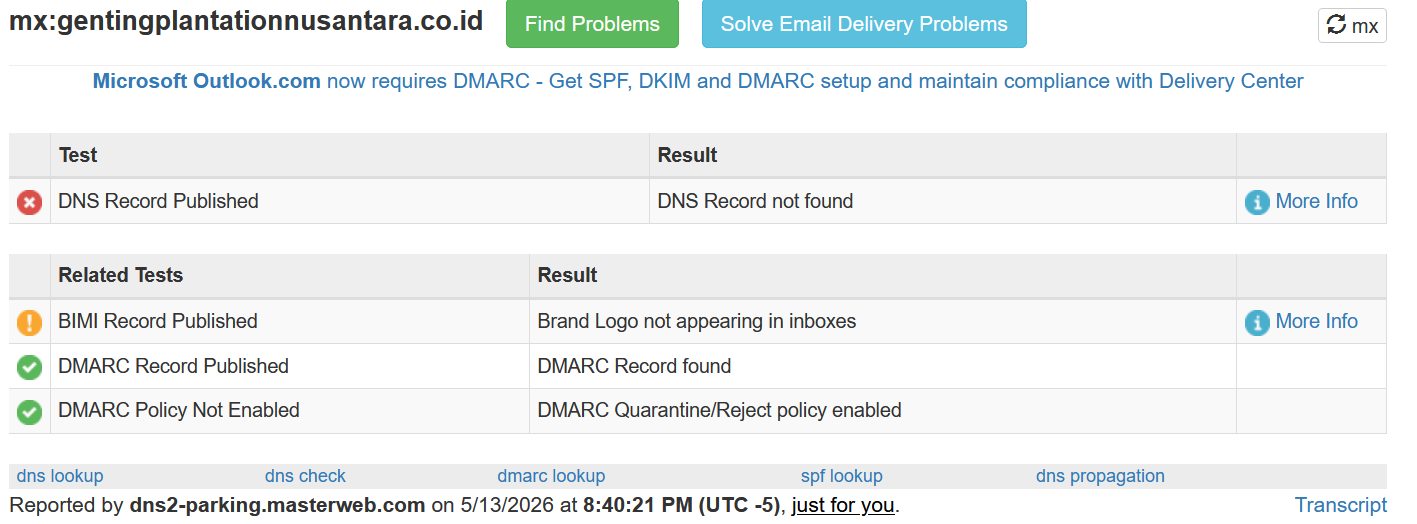 mx:gentingplantationnusantara.co.id Find Problems Solve Email Delivery Problems mx
Microsoft Outlook.com now requires DMARC - Get SPF, DKIM and DMARC setup and maintain compliance with Delivery Center
Test Result
DNS Record Published DNS Record not found More Info
Related Tests Result
BIMI Record Published Brand Logo not appearing in inboxes More Info
DMARC Record Published DMARC Record found
DMARC Policy Not Enabled DMARC Quarantine/Reject policy enabled
dns lookup dns check dmarc lookup spf lookup dns propagation
Reported by dns2-parking.masterweb.com on 5/13/2026 at 8:40:21 PM (UTC -5), just for you. Transcript